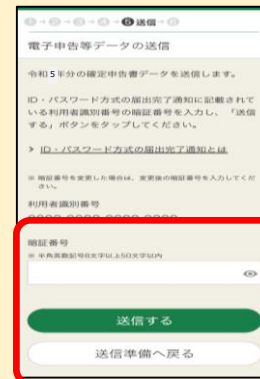 ①-②-③-④-❺送信-⑥
電子申告等データの送信
令和5年分の確定申告書データを送信します。
ID・パスワード方式の届出完了通知に記載されて
いる利用者識別番号の暗証番号を入力し、「送信
する」ボタンをタップしてください。
> ID・パスワード方式の届出完了通知とは
※ 暗証番号を変更した場合は、変更後の暗証番号を入力してくだ
さい。
利用者識別番号
暗証番号
※ 半角英数記号8文字以上50文字以内
送信する
送信準備へ戻る